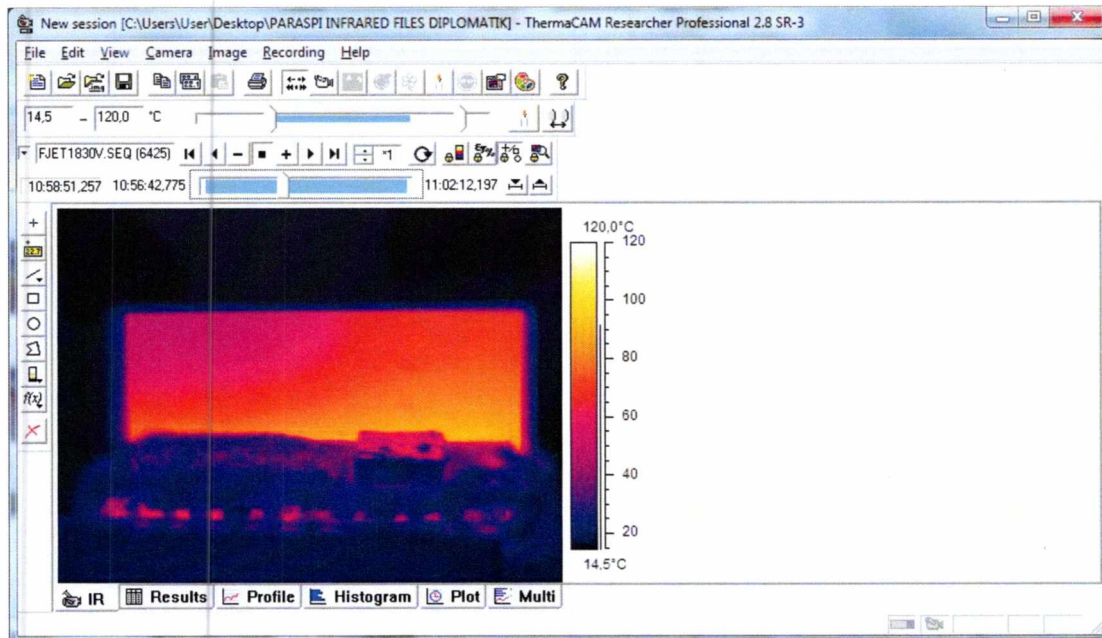 New session [C:\Users\User\Desktop\PARASPI INFRARED FILES DIPLOMATIK] - ThermaCAM Researcher Professional 2.8 SR-3
File Edit View Camera Image Recording Help
14,5 – 120,0 °C
FJET1830V.SEQ (6425) *1
10:58:51,257 10:56:42,775 11:02:12,197
120,0°C
120
100
80
60
40
20
14,5°C
f(x)
IR Results Profile Histogram Plot Multi